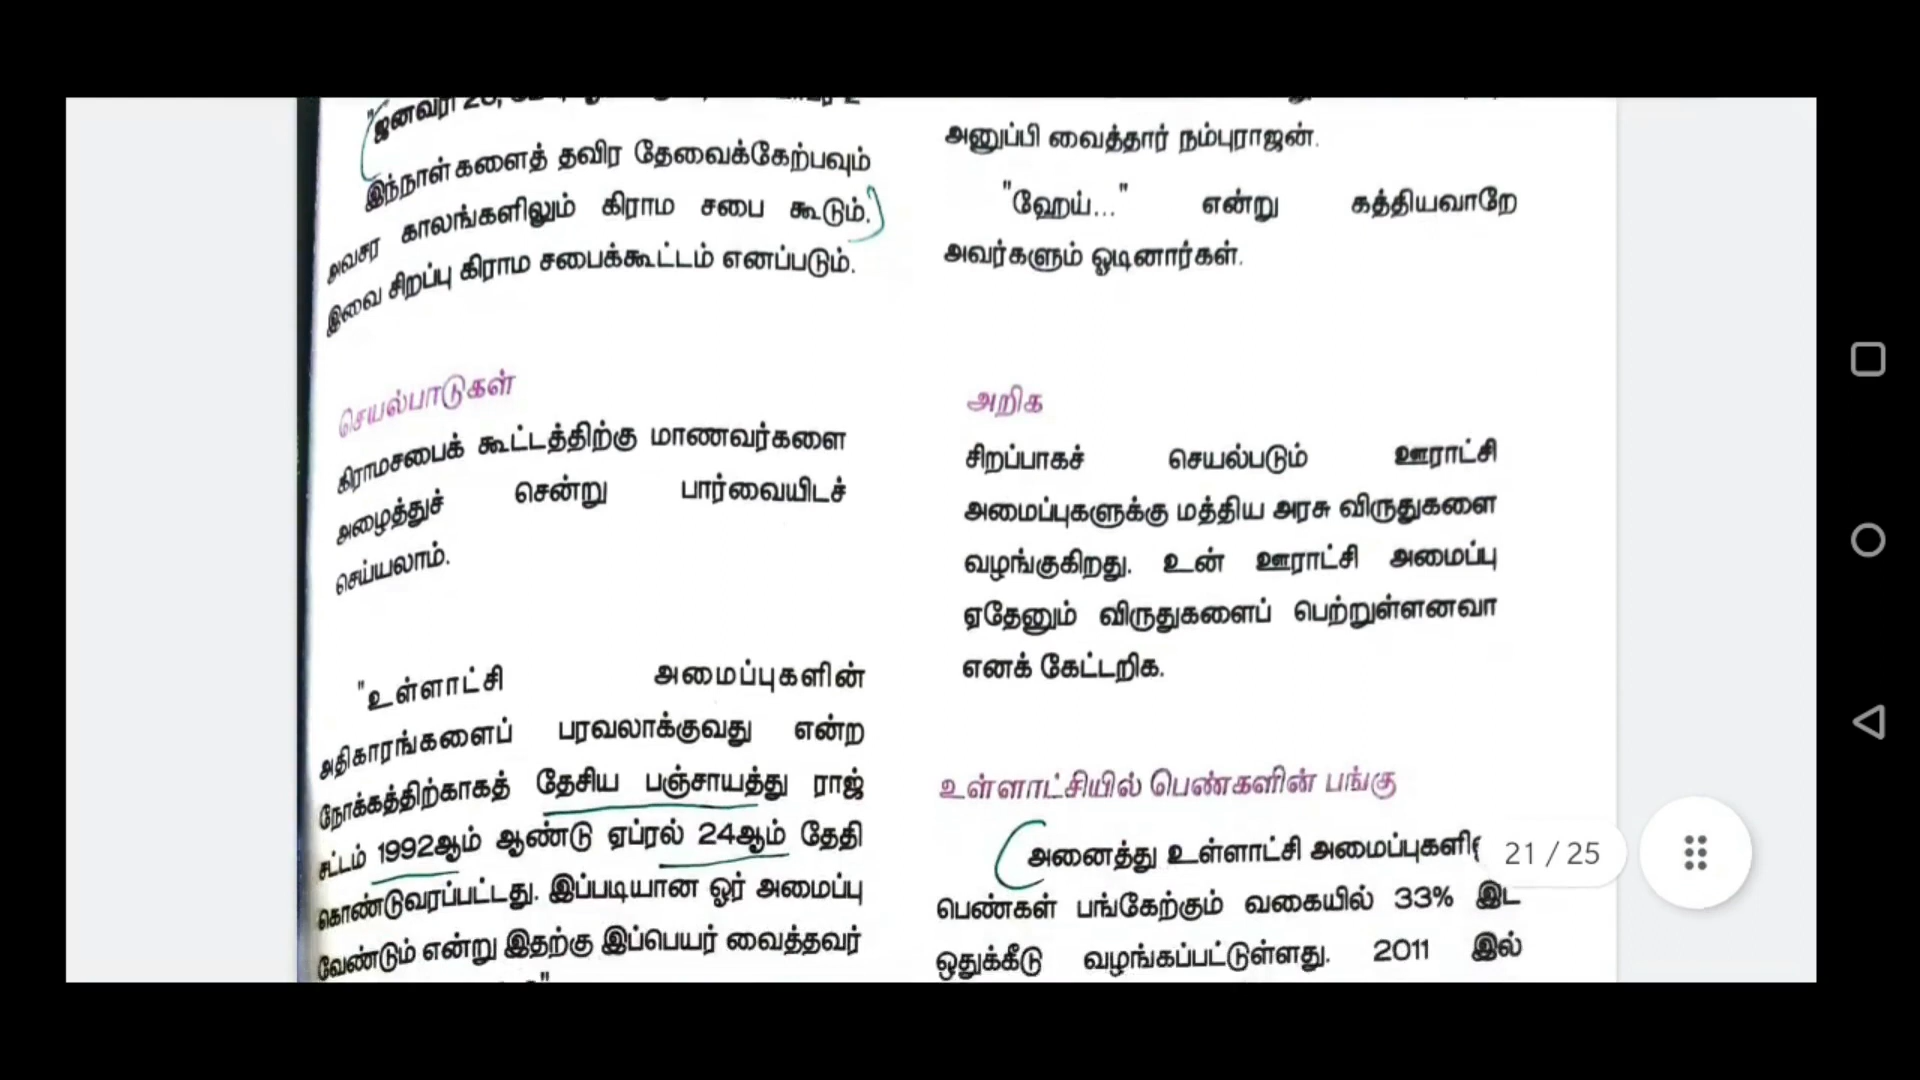 "ஜனவரி
இந்நாள்களைத் தவிர தேவைக்கேற்பவும்
அவசர காலங்களிலும் கிராம சபை கூடும்.
இவை சிறப்பு கிராம சபைக்கூட்டம் எனப்படும்.
செயல்பாடுகள்
கிராமசபைக் கூட்டத்திற்கு மாணவர்களை
அழைத்துச் சென்று பார்வையிடச்
செய்யலாம்.
"உள்ளாட்சி அமைப்புகளின்
அதிகாரங்களைப் பரவலாக்குவது என்ற
நோக்கத்திற்காகத் தேசிய பஞ்சாயத்து ராஜ்
சட்டம் 1992ஆம் ஆண்டு ஏப்ரல் 24ஆம் தேதி
கொண்டுவரப்பட்டது. இப்படியான ஓர் அமைப்பு
வேண்டும் என்று இதற்கு இப்பெயர் வைத்தவர்
அனுப்பி வைத்தார் நம்புராஜன்.
"ஹேய்..." என்று கத்தியவாறே
அவர்களும் ஓடினார்கள்.
அறிக
சிறப்பாகச் செயல்படும் ஊராட்சி
அமைப்புகளுக்கு மத்திய அரசு விருதுகளை
வழங்குகிறது. உன் ஊராட்சி அமைப்பு
ஏதேனும் விருதுகளைப் பெற்றுள்ளனவா
எனக் கேட்டறிக.
உள்ளாட்சியில் பெண்களின் பங்கு
அனைத்து உள்ளாட்சி
பெண்கள் பங்கேற்கும் வகையில் 33% இட
ஒதுக்கீடு வழங்கப்பட்டுள்ளது. 2011 இல்
21 / 25